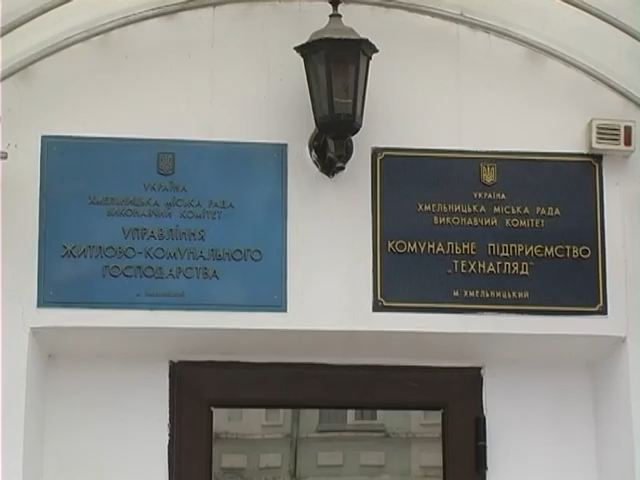 УКРАЇНА
ХМЕЛЬНИЦЬКА МІСЬКА РАДА
ВИКОНАВЧИЙ КОМІТЕТ
УПРАВЛІННЯ
ЖИТЛОВО-КОМУНАЛЬНОГО
ГОСПОДАРСТВА
УКРАЇНА
ХМЕЛЬНИЦЬКА МІСЬКА РАДА
ВИКОНАВЧИЙ КОМІТЕТ
КОМУНАЛЬНЕ ПІДПРИЄМСТВО
„ТЕХНАГЛЯД"
М.ХМЕЛЬНИЦЬКИЙ